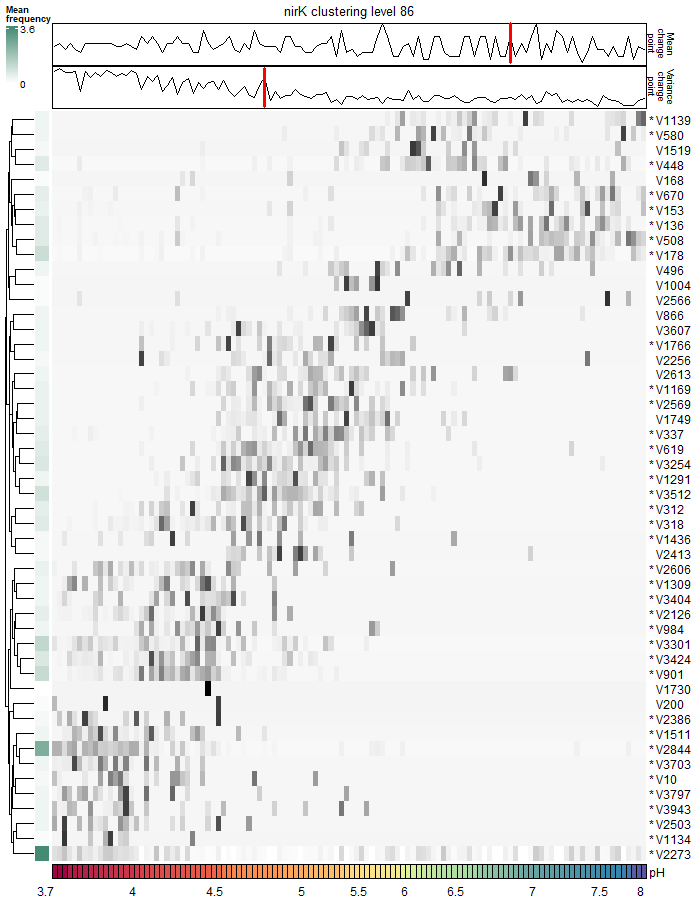 nirK clustering level 86
Mean
frequency
3.6
0
Mean
change
point
Variance
change
point
* V1139
* V580
V1519
* V448
V168
* V670
* V153
* V136
* V508
* V178
V496
V1004
V2566
V866
V3607
* V1766
V2256
V2613
* V1169
* V2569
V1749
* V337
* V619
* V3254
* V1291
* V3512
* V312
* V318
* V1436
V2413
* V2606
* V1309
* V3404
* V2126
* V984
* V3301
* V3424
* V901
V1730
V200
* V2386
* V1511
* V2844
* V3703
* V10
* V3797
* V3943
* V2503
* V1134
* V2273
pH
3.7 4 4.5 5 5.5 6 6.5 7 7.5 8